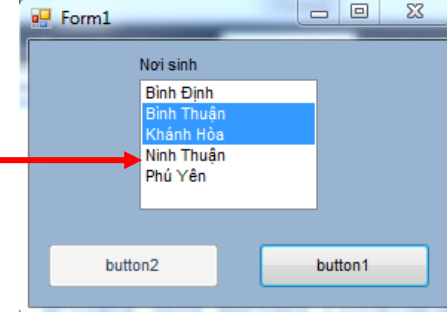 Form1
Nơi sinh
Bình Định
Bình Thuận
Khánh Hòa
Ninh Thuận
Phú Yên
button2 button1